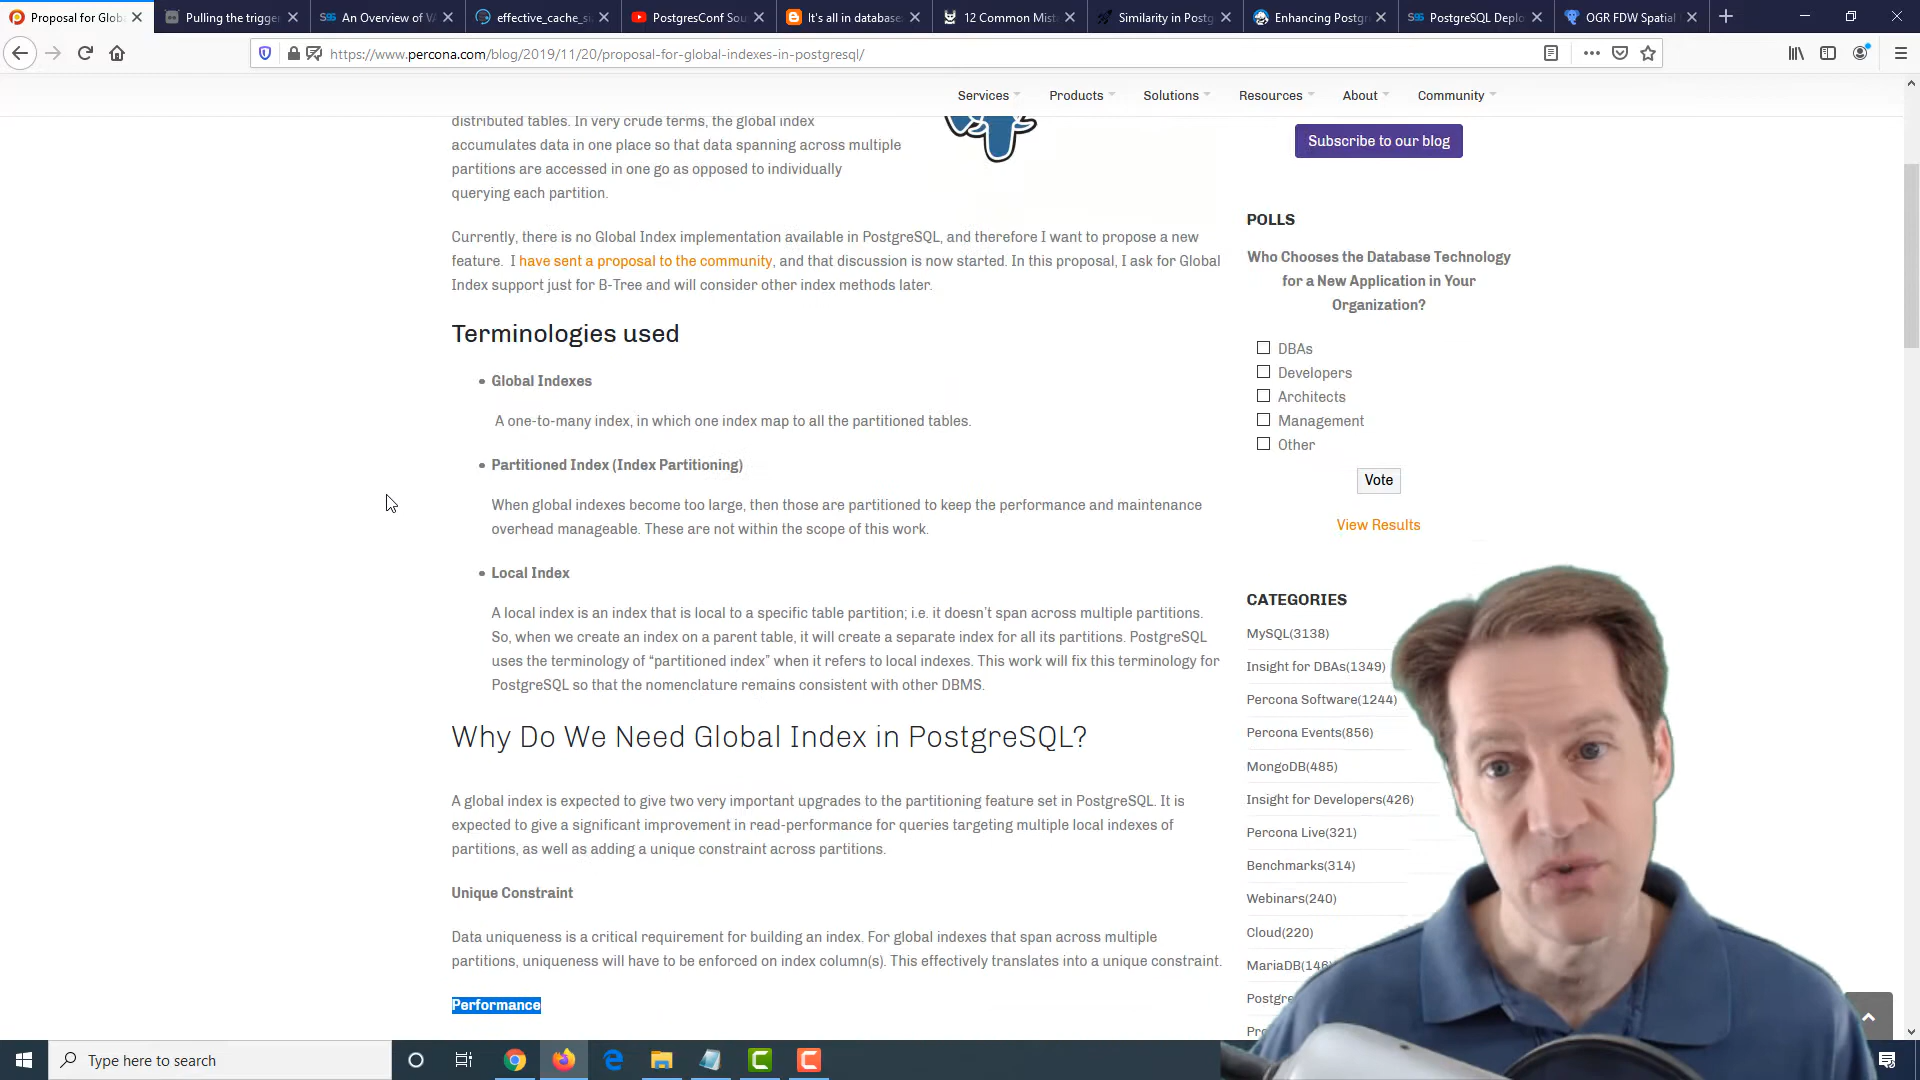 Proposal for Globa
Pulling the trigge
An Overview of VA
effective_cache_si
PostgresConf Sou
It's all in database
12 Common Mist
Similarity in Postg
Enhancing Postgr
PostgreSQL Deplo
OGR FDW Spatial
https://www.percona.com/blog/2019/11/20/proposal-for-global-indexes-in-postgresql/
Services
Products
Solutions
Resources
About
Community
distributed tables. In very crude terms, the global index
accumulates data in one place so that data spanning across multiple
partitions are accessed in one go as opposed to individually
querying each partition.
Currently, there is no Global Index implementation available in PostgreSQL, and therefore I want to propose a new
feature. I have sent a proposal to the community, and that discussion is now started. In this proposal, I ask for Global
Index support just for B-Tree and will consider other index methods later.
Terminologies used
• Global Indexes
A one-to-many index, in which one index map to all the partitioned tables.
• Partitioned Index (Index Partitioning)
When global indexes become too large, then those are partitioned to keep the performance and maintenance
overhead manageable. These are not within the scope of this work.
• Local Index
A local index is an index that is local to a specific table partition; i.e. it doesn't span across multiple partitions.
So, when we create an index on a parent table, it will create a separate index for all its partitions. PostgreSQL
uses the terminology of “partitioned index” when it refers to local indexes. This work will fix this terminology for
PostgreSQL so that the nomenclature remains consistent with other DBMS.
Why Do We Need Global Index in PostgreSQL?
A global index is expected to give two very important upgrades to the partitioning feature set in PostgreSQL. It is
expected to give a significant improvement in read-performance for queries targeting multiple local indexes of
partitions, as well as adding a unique constraint across partitions.
Unique Constraint
Data uniqueness is a critical requirement for building an index. For global indexes that span across multiple
partitions, uniqueness will have to be enforced on index column(s). This effectively translates into a unique constraint.
Performance
Subscribe to our blog
POLLS
Who Chooses the Database Technology
for a New Application in Your
Organization?
DBAs
Developers
Architects
Management
Other
Vote
View Results
CATEGORIES
MySQL(3138)
Insight for DBAs(1349)
Percona Software(1244)
Percona Events(856)
MongoDB(485)
Insight for Developers(426)
Percona Live(321)
Benchmarks(314)
Webinars(240)
Cloud(220)
MariaDB(146)
Postgre
Pro
Type here to search